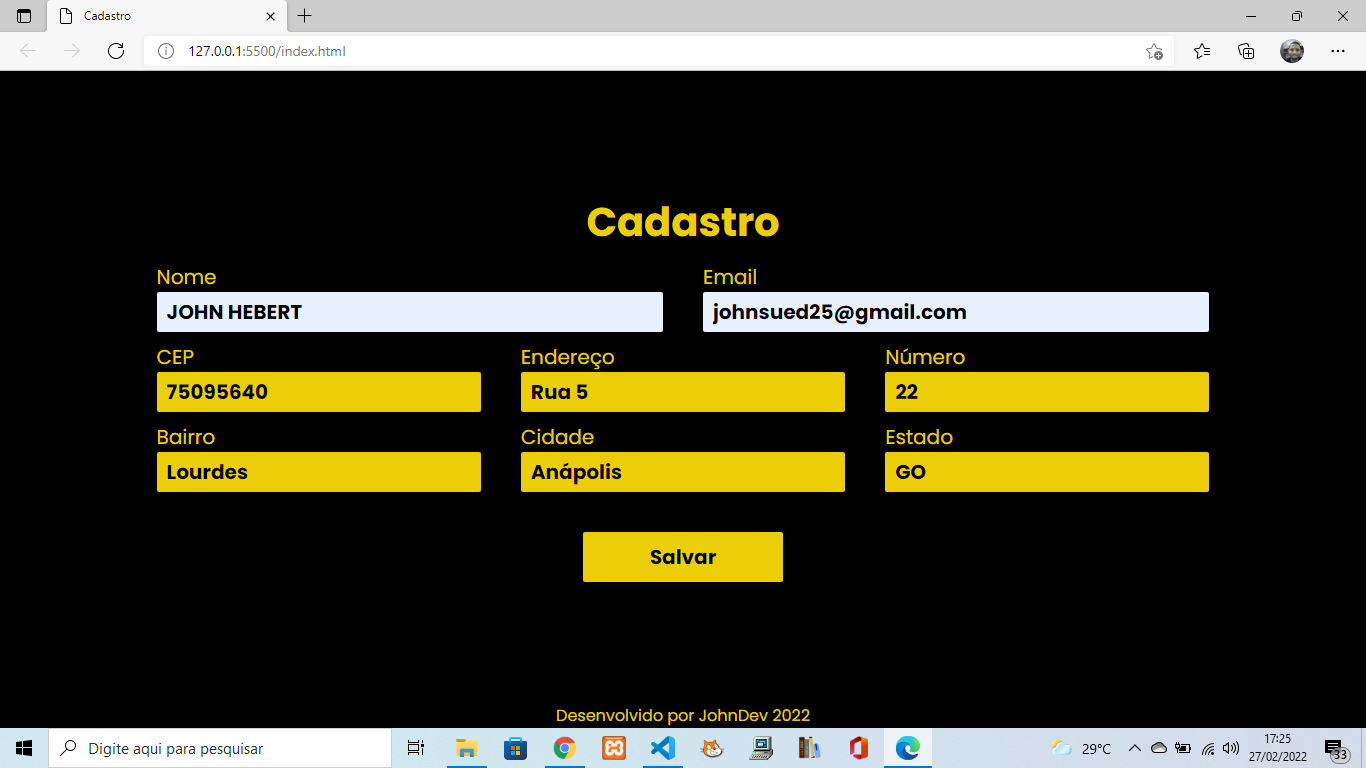 Cadastro
127.0.0.1:5500/index.html
Cadastro
Nome Email
JOHN HEBERT johnsued25@gmail.com
CEP Endereço Número
75095640 Rua 5 22
Bairro Cidade Estado
Lourdes Anápolis GO
Salvar
Desenvolvido por JohnDev 2022
Digite aqui para pesquisar 29°C 17:25
27/02/2022 33